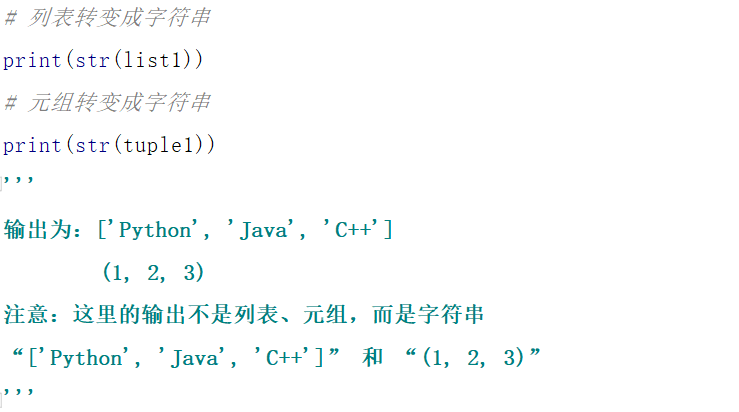 # 列表转变成字符串
print(str(list1))
# 元组转变成字符串
print(str(tuple1))
'''
输出为：['Python', 'Java', 'C++']
(1, 2, 3)
注意：这里的输出不是列表、元组，而是字符串
“['Python', 'Java', 'C++']” 和 “(1, 2, 3)”
'''